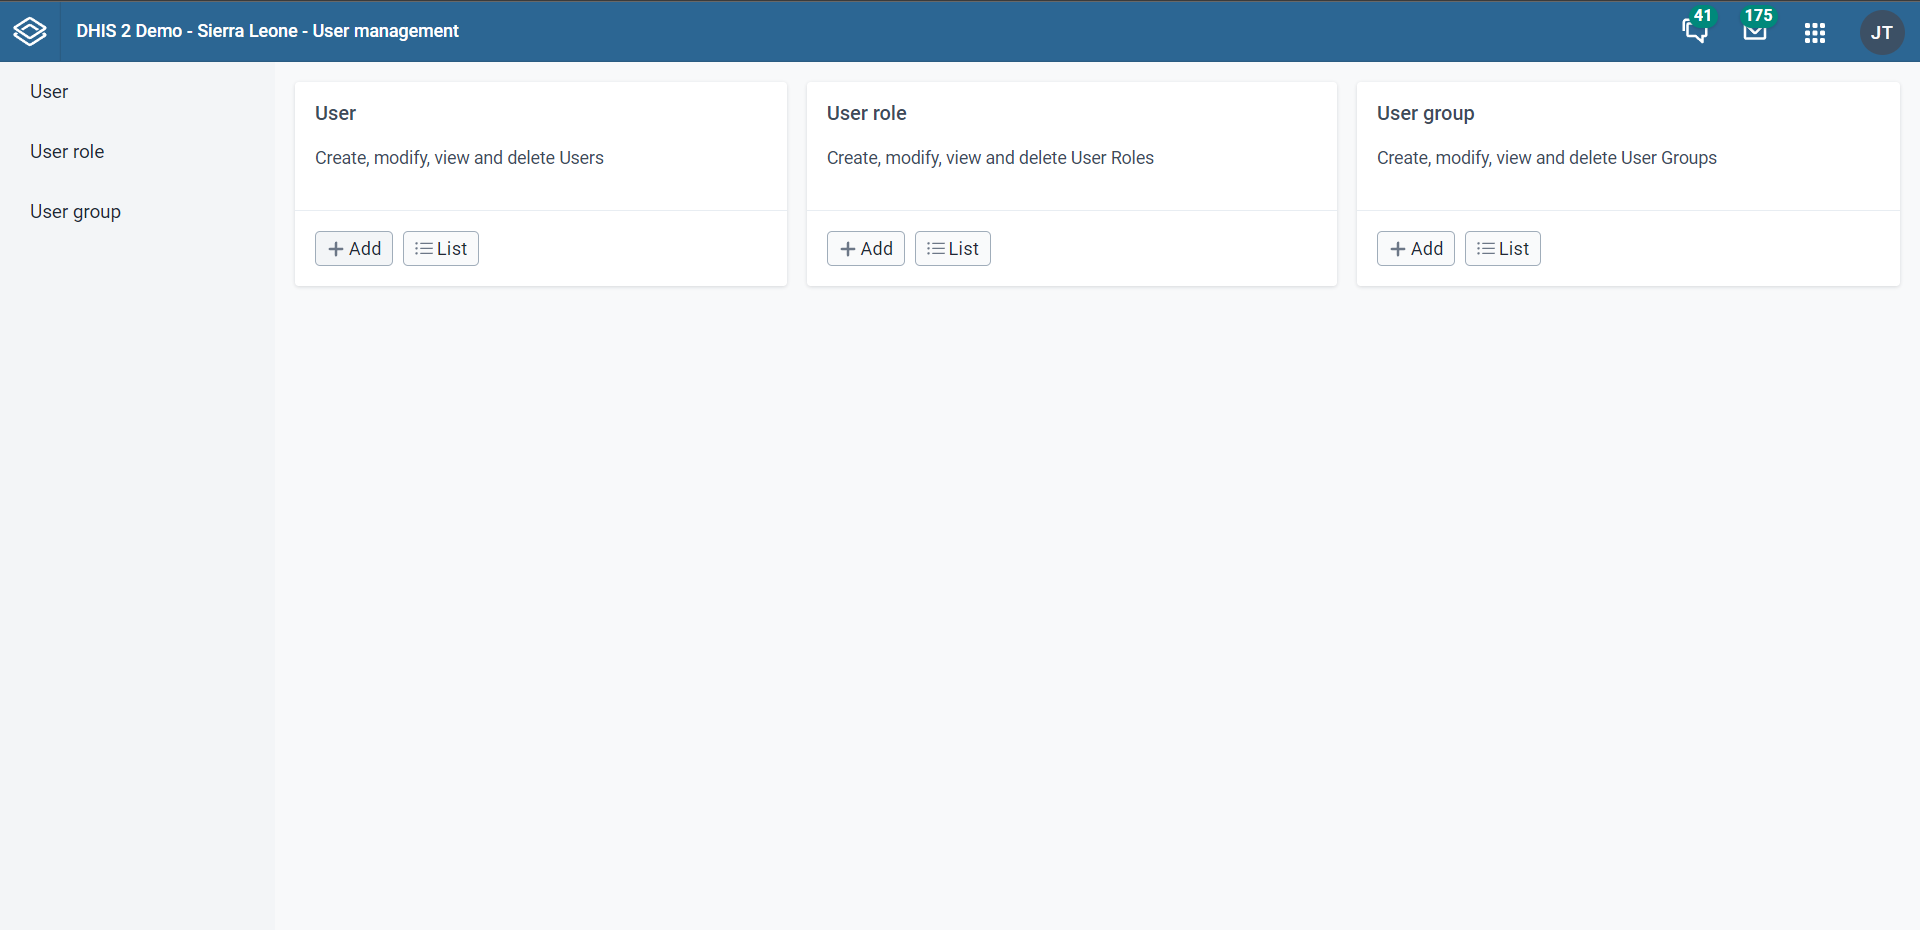 DHIS 2 Demo - Sierra Leone - User management
41
175
JT
User
User role
User group
User
Create, modify, view and delete Users
Add
List
User role
Create, modify, view and delete User Roles
Add
List
User group
Create, modify, view and delete User Groups
Add
List